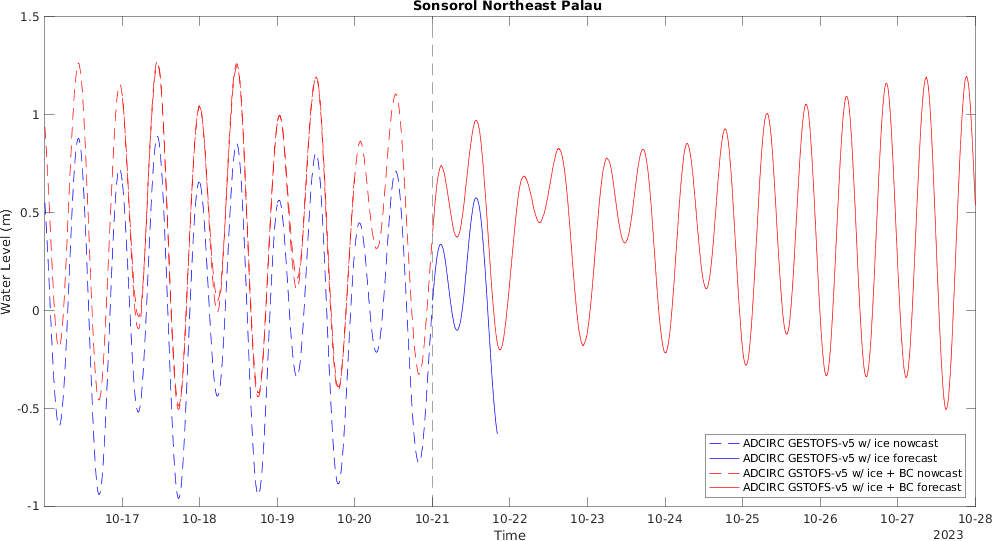 Sonsorol Northeast Palau
1.5
1
0.5
0
-0.5
-1
Water Level (m)
10-17
10-18
10-19
10-20
10-21
10-22
10-23
10-24
10-25
10-26
10-27
10-28
Time
2023
ADCIRC GESTOFS-v5 w/ ice nowcast
ADCIRC GESTOFS-v5 w/ ice forecast
ADCIRC GSTOFS-v5 w/ ice + BC nowcast
ADCIRC GSTOFS-v5 w/ ice + BC forecast